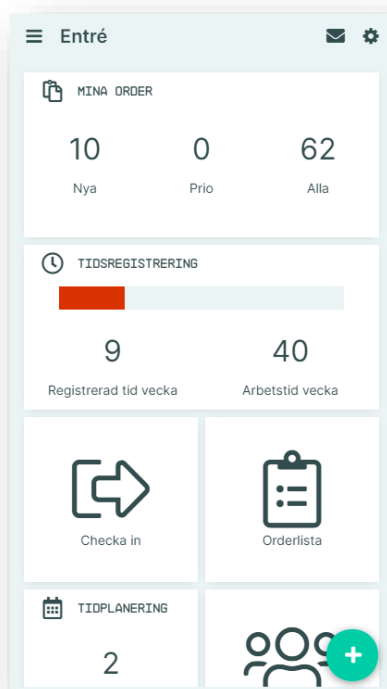 Entré
MINA ORDER
10 0 62
Nya Prio Alla
TIDSREGISTRERING
9 40
Registrerad tid vecka Arbetstid vecka
Checka in Orderlista
TIDPLANERING
2